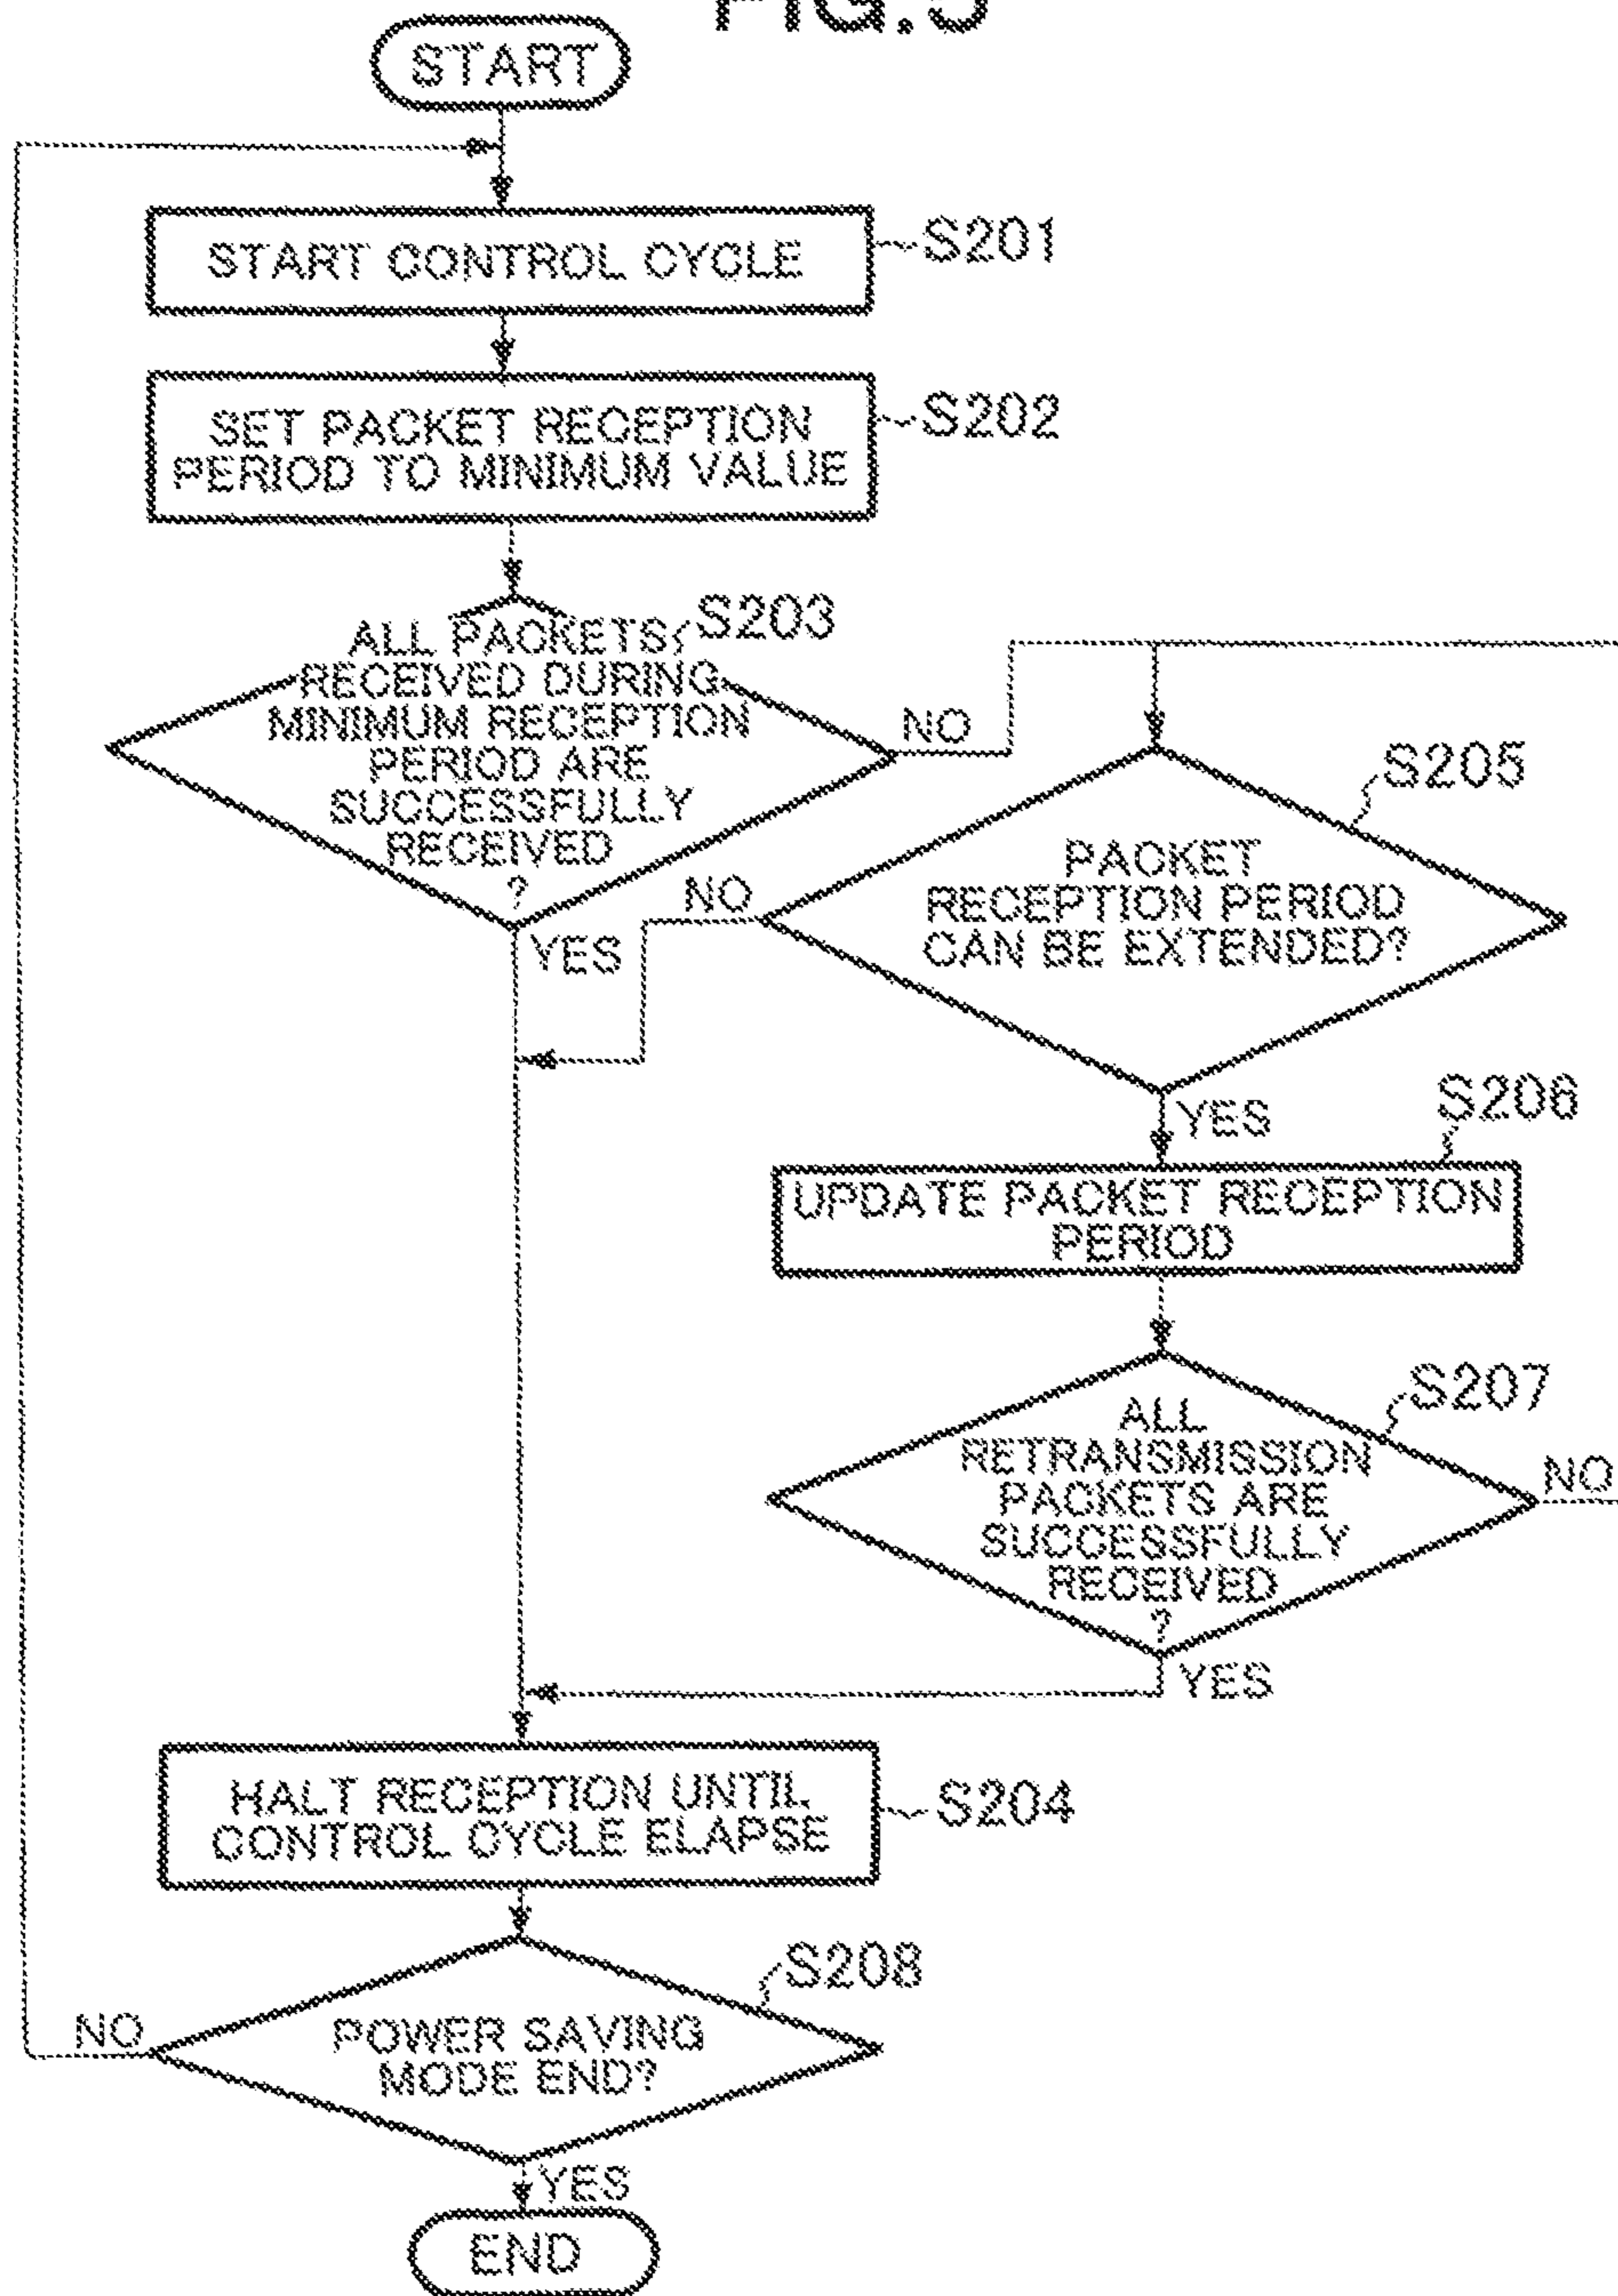 FIG.5
START
START CONTROL CYCLE
S201
SET PACKET RECEPTION
PERIOD TO MINIMUM VALUE
S202
ALL PACKETS
RECEIVED DURING
MINIMUM RECEPTION
PERIOD ARE
SUCCESSFULLY
RECEIVED
?
S203
NO
YES
PACKET
RECEPTION PERIOD
CAN BE EXTENDED?
S205
NO
YES
UPDATE PACKET RECEPTION
PERIOD
S206
ALL
RETRANSMISSION
PACKETS ARE
SUCCESSFULLY
RECEIVED
?
S207
NO
YES
HALT RECEPTION UNTIL
CONTROL CYCLE ELAPSE
S204
POWER SAVING
MODE END?
S208
NO
YES
END